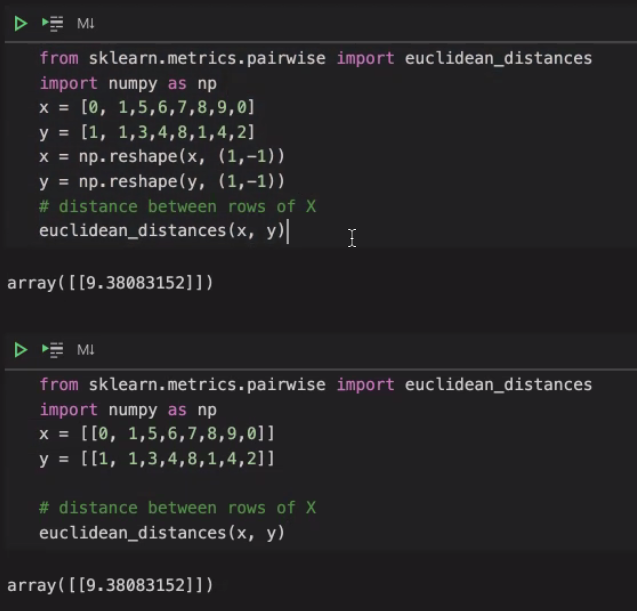 M↓
from sklearn.metrics.pairwise import euclidean_distances
import numpy as np
x = [0, 1,5,6,7,8,9,0]
y = [1, 1,3,4,8,1,4,2]
x = np.reshape(x, (1,-1))
y = np.reshape(y, (1,-1))
# distance between rows of X
euclidean_distances(x, y)
array([[9.38083152]])
M↓
from sklearn.metrics.pairwise import euclidean_distances
import numpy as np
x = [[0, 1,5,6,7,8,9,0]]
y = [[1, 1,3,4,8,1,4,2]]
# distance between rows of X
euclidean_distances(x, y)
array([[9.38083152]])